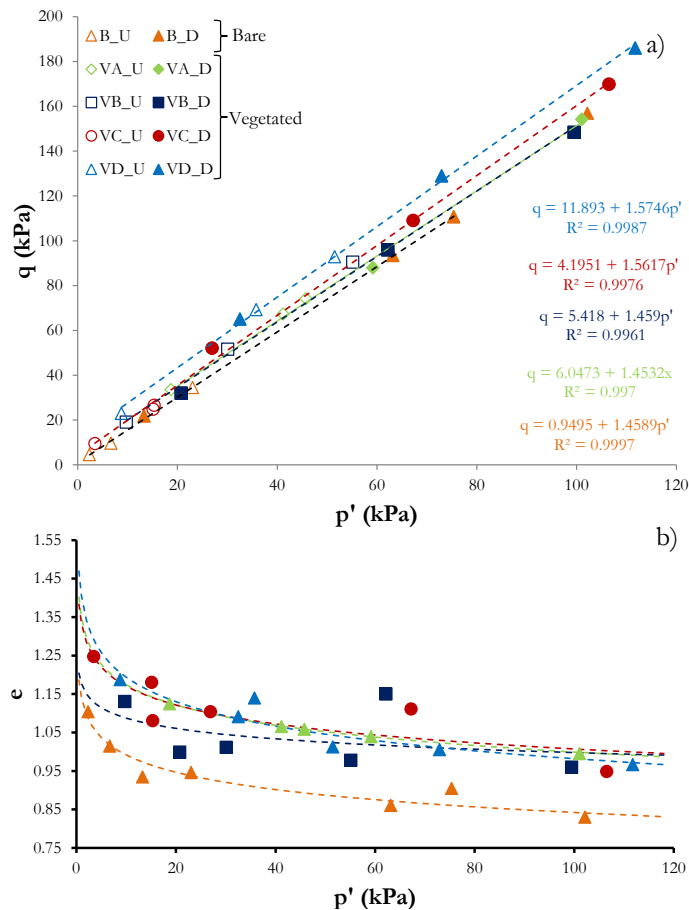 200
180
160
140
120
100
80
60
40
20
0
q (kPa)
a)
B_U B_D Bare
VA_U VA_D
VB_U VB_D
Vegetated
VC_U VC_D
VD_U VD_D
q = 11.893 + 1.5746p'
R² = 0.9987
q = 4.1951 + 1.5617p'
R² = 0.9976
q = 5.418 + 1.459p'
R² = 0.9961
q = 6.0473 + 1.4532x
R² = 0.997
q = 0.9495 + 1.4589p'
R² = 0.9997
0 20 40 60 80 100 120
p' (kPa)
b)
1.55
1.45
1.35
1.25
1.15
1.05
0.95
0.85
0.75
e
0 20 40 60 80 100 120
p' (kPa)